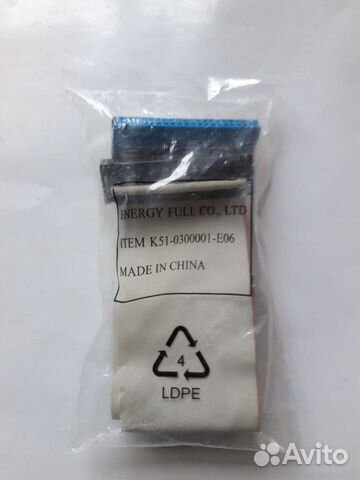 ENERGY FULL CO., LTD
ITEM K51-0300001-E06
MADE IN CHINA
4
LDPE
Avito